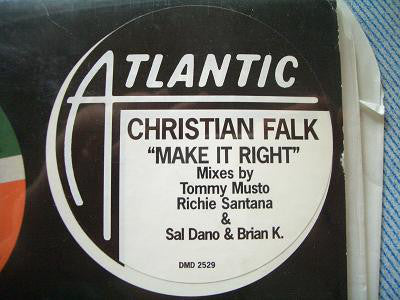 ATLANTIC
CHRISTIAN FALK
“MAKE IT RIGHT”
Mixes by
Tommy Musto
Richie Santana
&
Sal Dano & Brian K.
DMD 2529